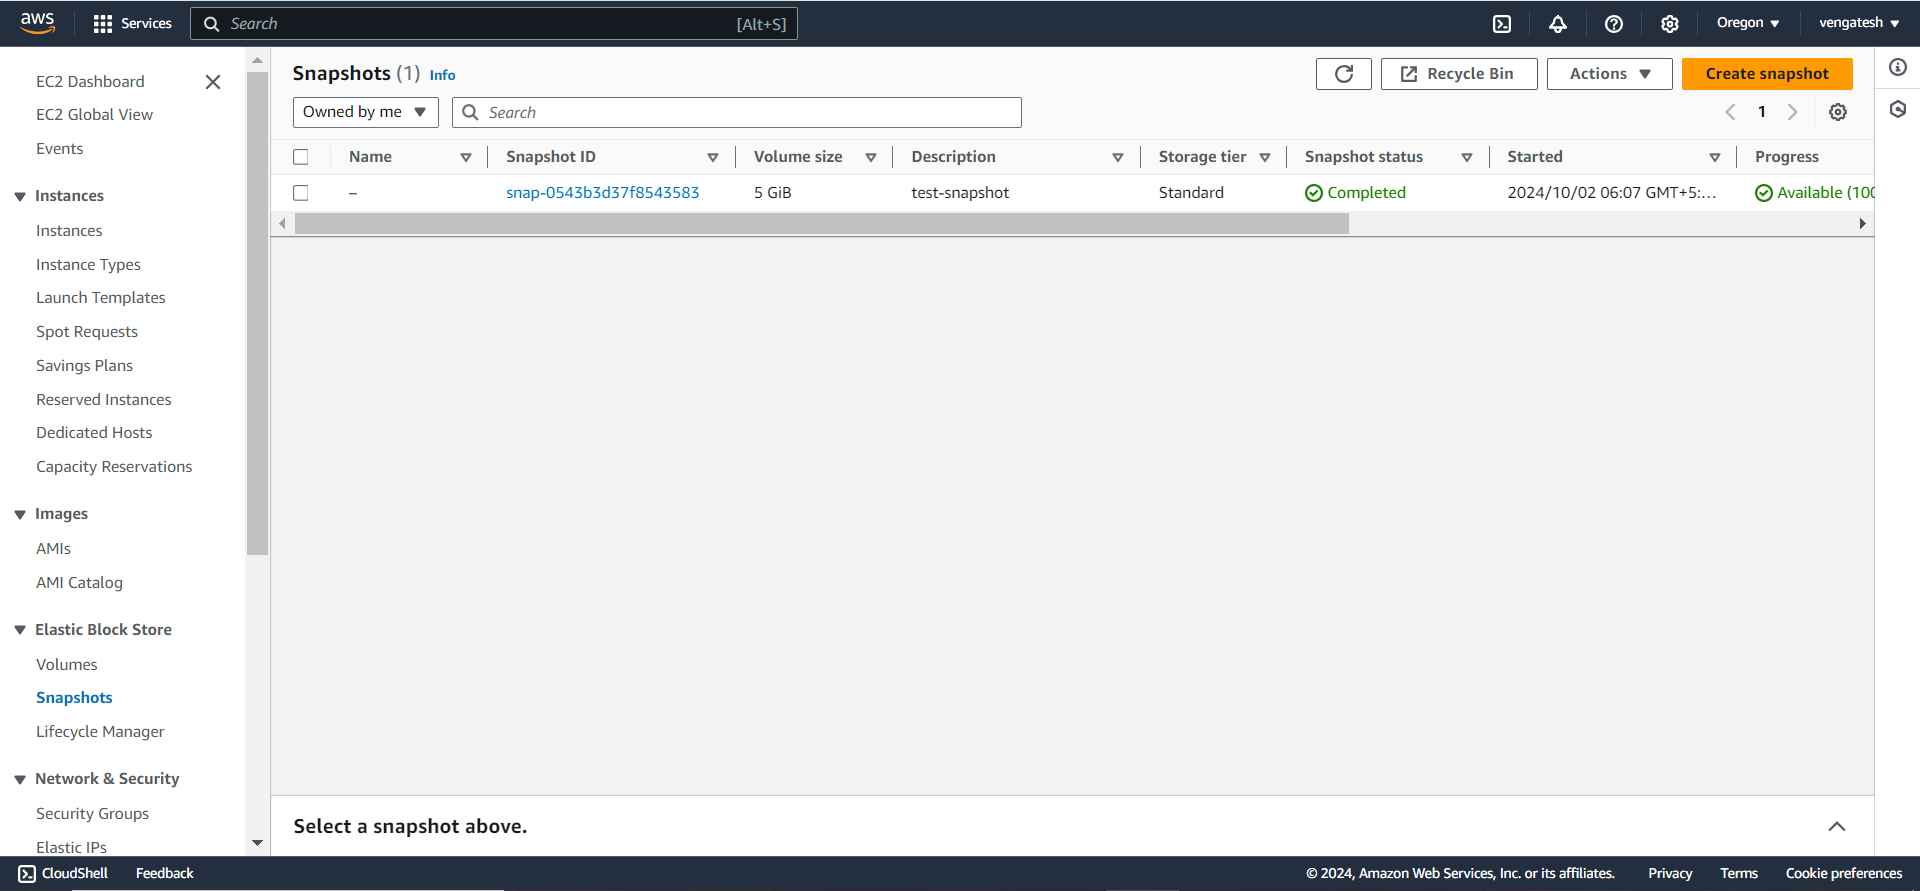 aws Services Search [Alt+S] Oregon vengatesh
EC2 Dashboard
EC2 Global View
Events
Instances
Instances
Instance Types
Launch Templates
Spot Requests
Savings Plans
Reserved Instances
Dedicated Hosts
Capacity Reservations
Images
AMIs
AMI Catalog
Elastic Block Store
Volumes
Snapshots
Lifecycle Manager
Network & Security
Security Groups
Elastic IPs
Snapshots (1) Info Recycle Bin Actions Create snapshot
Owned by me Search 1
Name Snapshot ID Volume size Description Storage tier Snapshot status Started Progress
– snap-0543b3d37f8543583 5 GiB test-snapshot Standard Completed 2024/10/02 06:07 GMT+5:... Available (100
Select a snapshot above.
CloudShell Feedback © 2024, Amazon Web Services, Inc. or its affiliates. Privacy Terms Cookie preferences